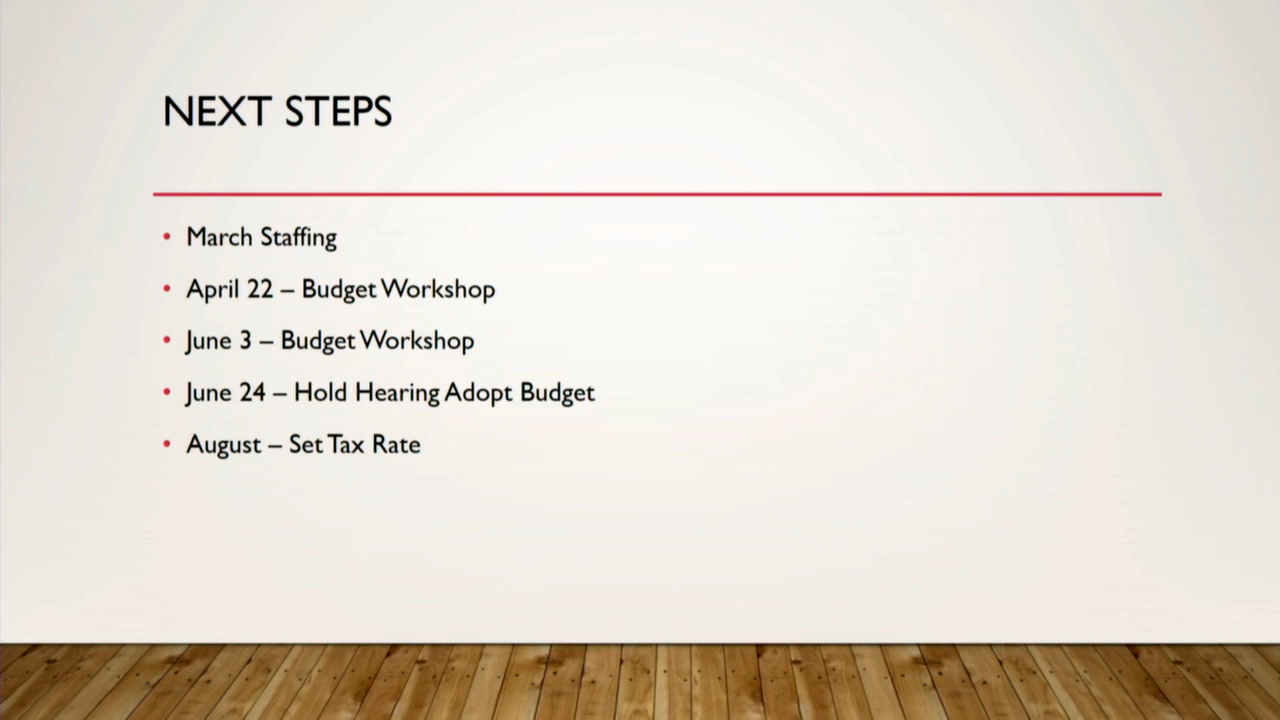 NEXT STEPS
• March Staffing
• April 22 – Budget Workshop
• June 3 – Budget Workshop
• June 24 – Hold Hearing Adopt Budget
• August – Set Tax Rate